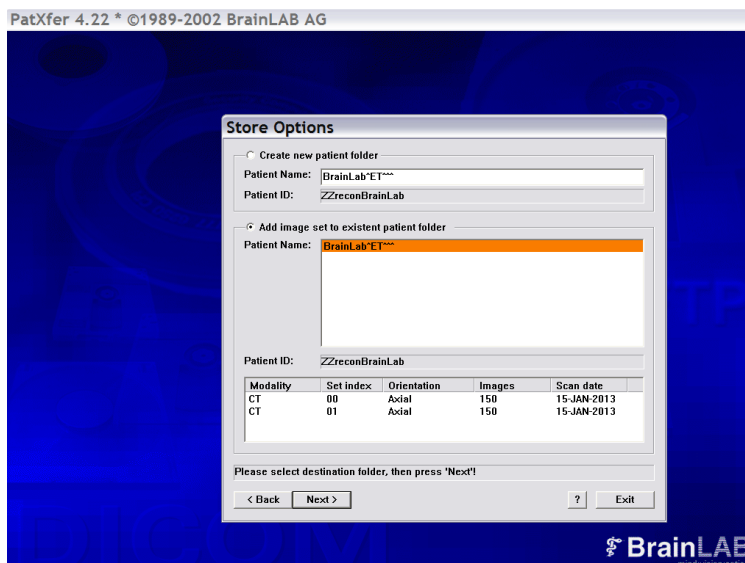 PatXfer 4.22 * ©1989-2002 BrainLAB AG
Store Options
Create new patient folder
Patient Name: BrainLab^ET^^^
Patient ID: ZZreconBrainLab
Add image set to existent patient folder
Patient Name: BrainLab^ET^^^
Patient ID: ZZreconBrainLab
Modality Set index Orientation Images Scan date
CT 00 Axial 150 15-JAN-2013
CT 01 Axial 150 15-JAN-2013
Please select destination folder, then press 'Next'!
< Back Next > ? Exit
TP
DICOM
BrainLAB